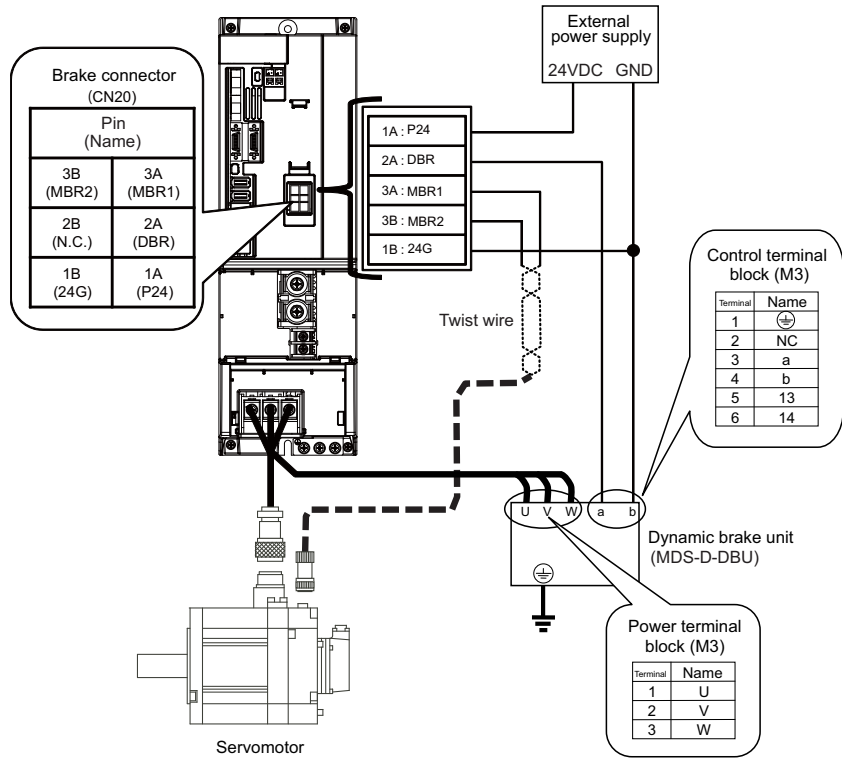 External
power supply
24VDC GND
Brake connector
(CN20)
Pin
(Name)
3B 3A
(MBR2) (MBR1)
2B 2A
(N.C.) (DBR)
1B 1A
(24G) (P24)
1A : P24
2A : DBR
3A : MBR1
3B : MBR2
1B : 24G
Twist wire
Control terminal
block (M3)
Terminal Name
1
2 NC
3 a
4 b
5 13
6 14
U V W a b
Dynamic brake unit
(MDS-D-DBU)
Power terminal
block (M3)
Terminal Name
1 U
2 V
3 W
Servomotor